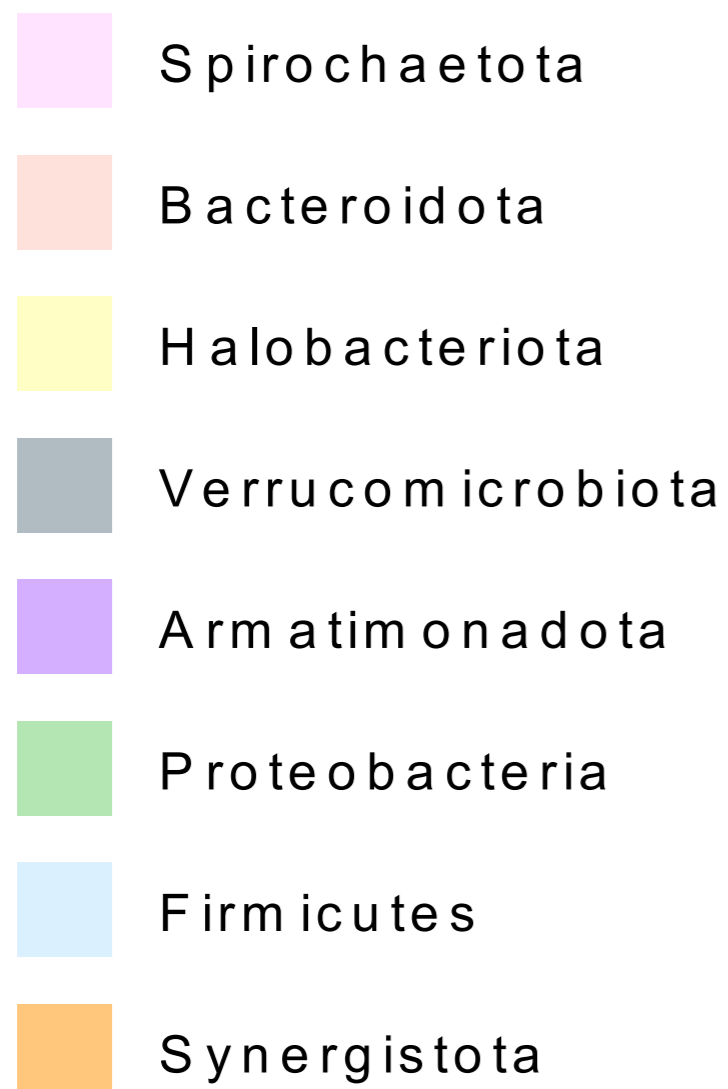 Spirochaetota
Bacteroidota
Halobacteriota
Verrucomicrobiota
Armatimonadota
Proteobacteria
Firmicutes
Synergistota